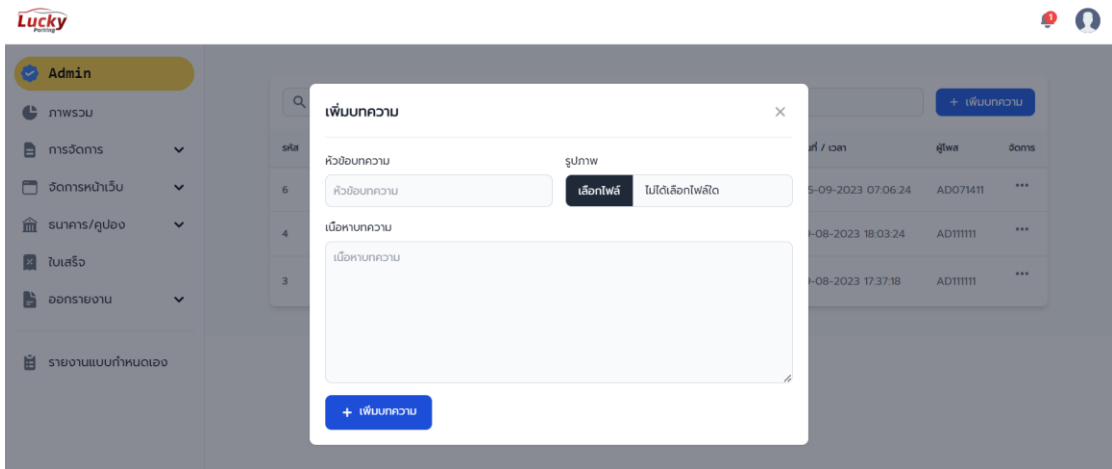 Lucky
Parking
1
Admin
ภาพรวม
การจัดการ
จัดการหน้าเว็บ
ธนาคาร/คูปอง
ใบเสร็จ
ออกรายงาน
รายงานแบบกำหนดเอง
+ เพิ่มบทความ
รหัส / เวลา ผู้โพส จัดการ
6 -09-2023 07:06:24 AD071411
4 -08-2023 18:03:24 AD111111
3 -08-2023 17:37:18 AD111111
เพิ่มบทความ
หัวข้อบทความ รูปภาพ
หัวข้อบทความ เลือกไฟล์ ไม่ได้เลือกไฟล์ใด
เนื้อหาบทความ
เนื้อหาบทความ
+ เพิ่มบทความ